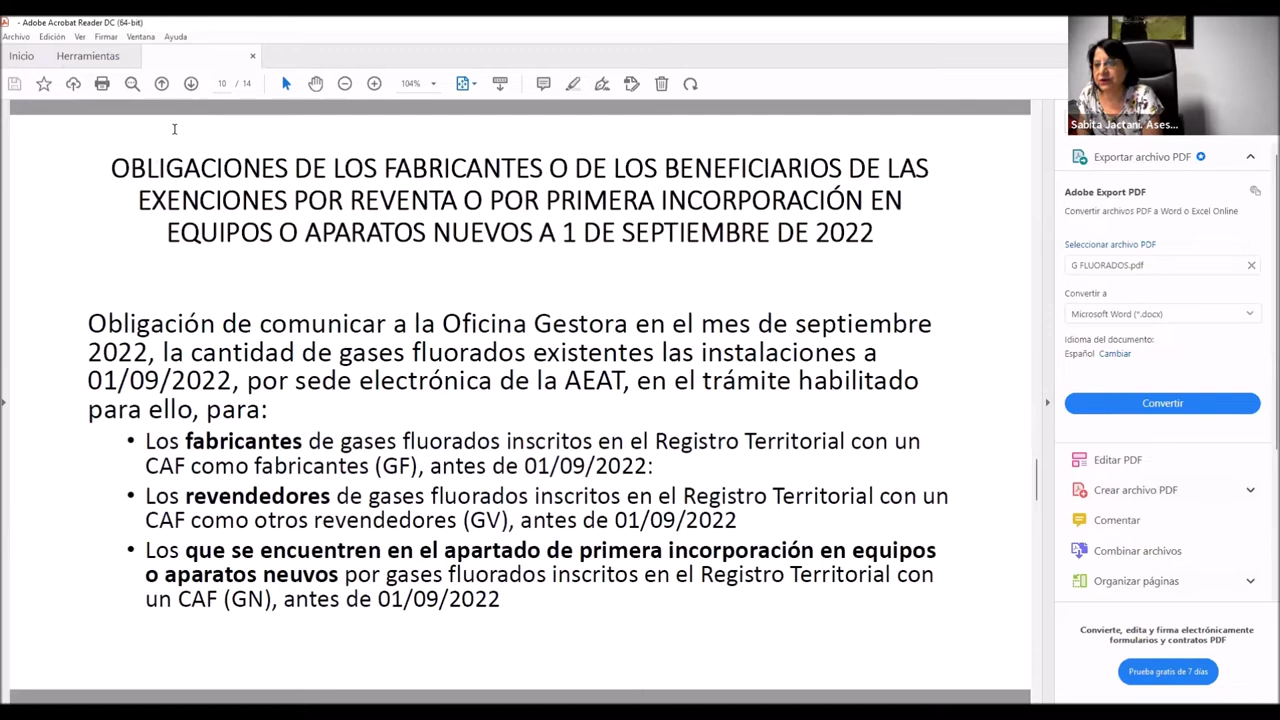 - Adobe Acrobat Reader DC (64-bit)
Archivo Edición Ver Firmar Ventana Ayuda
Inicio Herramientas
10 / 14 104%
Sabita Jactani. Ases...
OBLIGACIONES DE LOS FABRICANTES O DE LOS BENEFICIARIOS DE LAS
EXENCIONES POR REVENTA O POR PRIMERA INCORPORACIÓN EN
EQUIPOS O APARATOS NUEVOS A 1 DE SEPTIEMBRE DE 2022
Obligación de comunicar a la Oficina Gestora en el mes de septiembre
2022, la cantidad de gases fluorados existentes las instalaciones a
01/09/2022, por sede electrónica de la AEAT, en el trámite habilitado
para ello, para:
• Los fabricantes de gases fluorados inscritos en el Registro Territorial con un
CAF como fabricantes (GF), antes de 01/09/2022:
• Los revendedores de gases fluorados inscritos en el Registro Territorial con un
CAF como otros revendedores (GV), antes de 01/09/2022
• Los que se encuentren en el apartado de primera incorporación en equipos
o aparatos neuvos por gases fluorados inscritos en el Registro Territorial con
un CAF (GN), antes de 01/09/2022
Exportar archivo PDF
Adobe Export PDF
Convertir archivos PDF a Word o Excel Online
Seleccionar archivo PDF
G FLUORADOS.pdf
Convertir a
Microsoft Word (*.docx)
Idioma del documento:
Español Cambiar
Convertir
Editar PDF
Crear archivo PDF
Comentar
Combinar archivos
Organizar páginas
Convierte, edita y firma electrónicamente
formularios y contratos PDF
Prueba gratis de 7 días